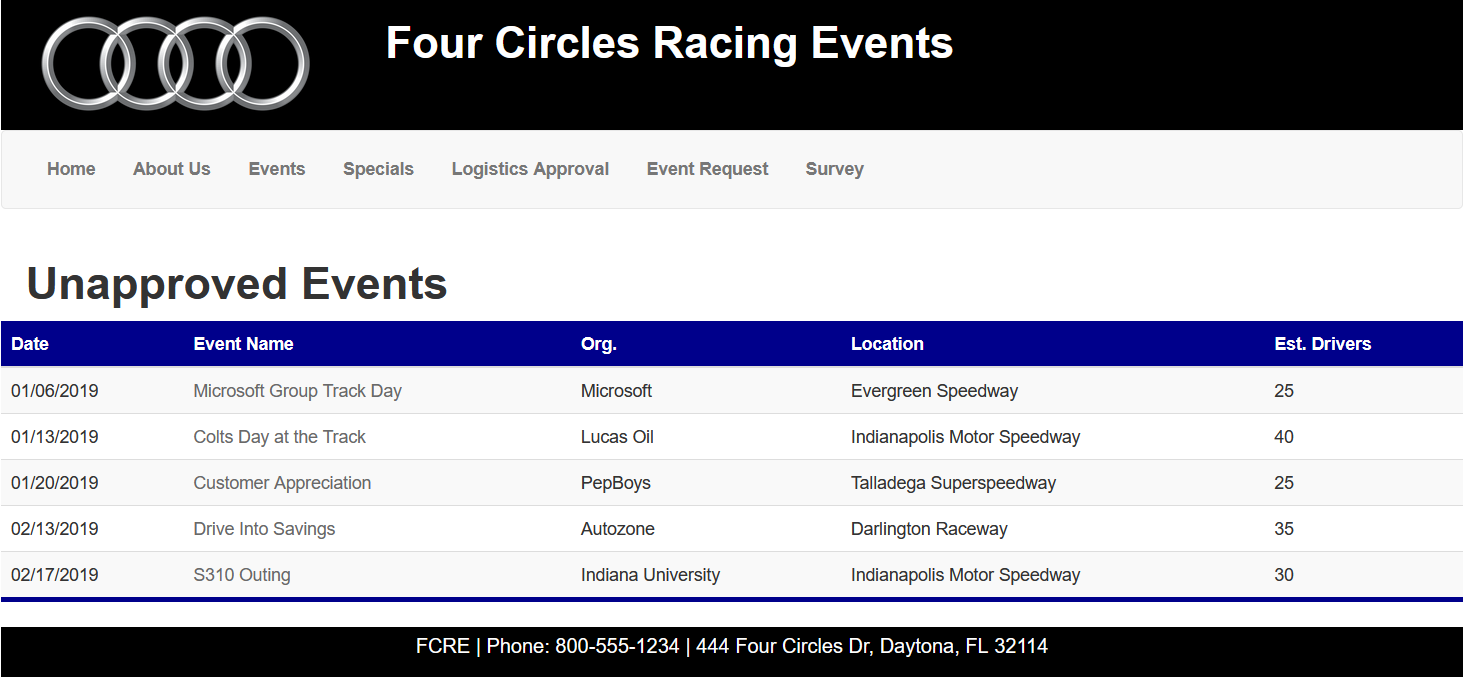 Four Circles Racing Events
Home About Us Events Specials Logistics Approval Event Request Survey
Unapproved Events
Date Event Name Org. Location Est. Drivers
01/06/2019 Microsoft Group Track Day Microsoft Evergreen Speedway 25
01/13/2019 Colts Day at the Track Lucas Oil Indianapolis Motor Speedway 40
01/20/2019 Customer Appreciation PepBoys Talladega Superspeedway 25
02/13/2019 Drive Into Savings Autozone Darlington Raceway 35
02/17/2019 S310 Outing Indiana University Indianapolis Motor Speedway 30
FCRE | Phone: 800-555-1234 | 444 Four Circles Dr, Daytona, FL 32114